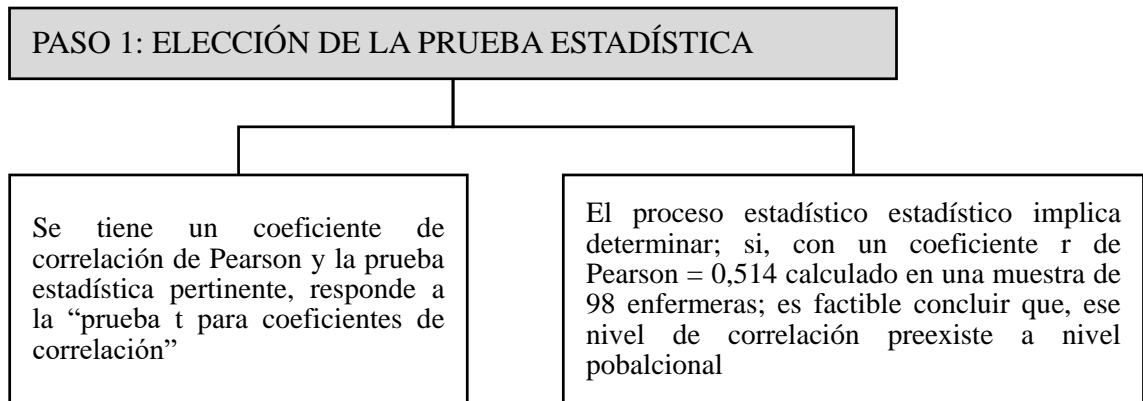 PASO 1: ELECCIÓN DE LA PRUEBA ESTADÍSTICA
Se tiene un coeficiente de
correlación de Pearson y la prueba
estadística pertinente, responde a
la “prueba t para coeficientes de
correlación”
El proceso estadístico estadístico implica
determinar; si, con un coeficiente r de
Pearson = 0,514 calculado en una muestra de
98 enfermeras; es factible concluir que, ese
nivel de correlación preexiste a nivel
pobalcional